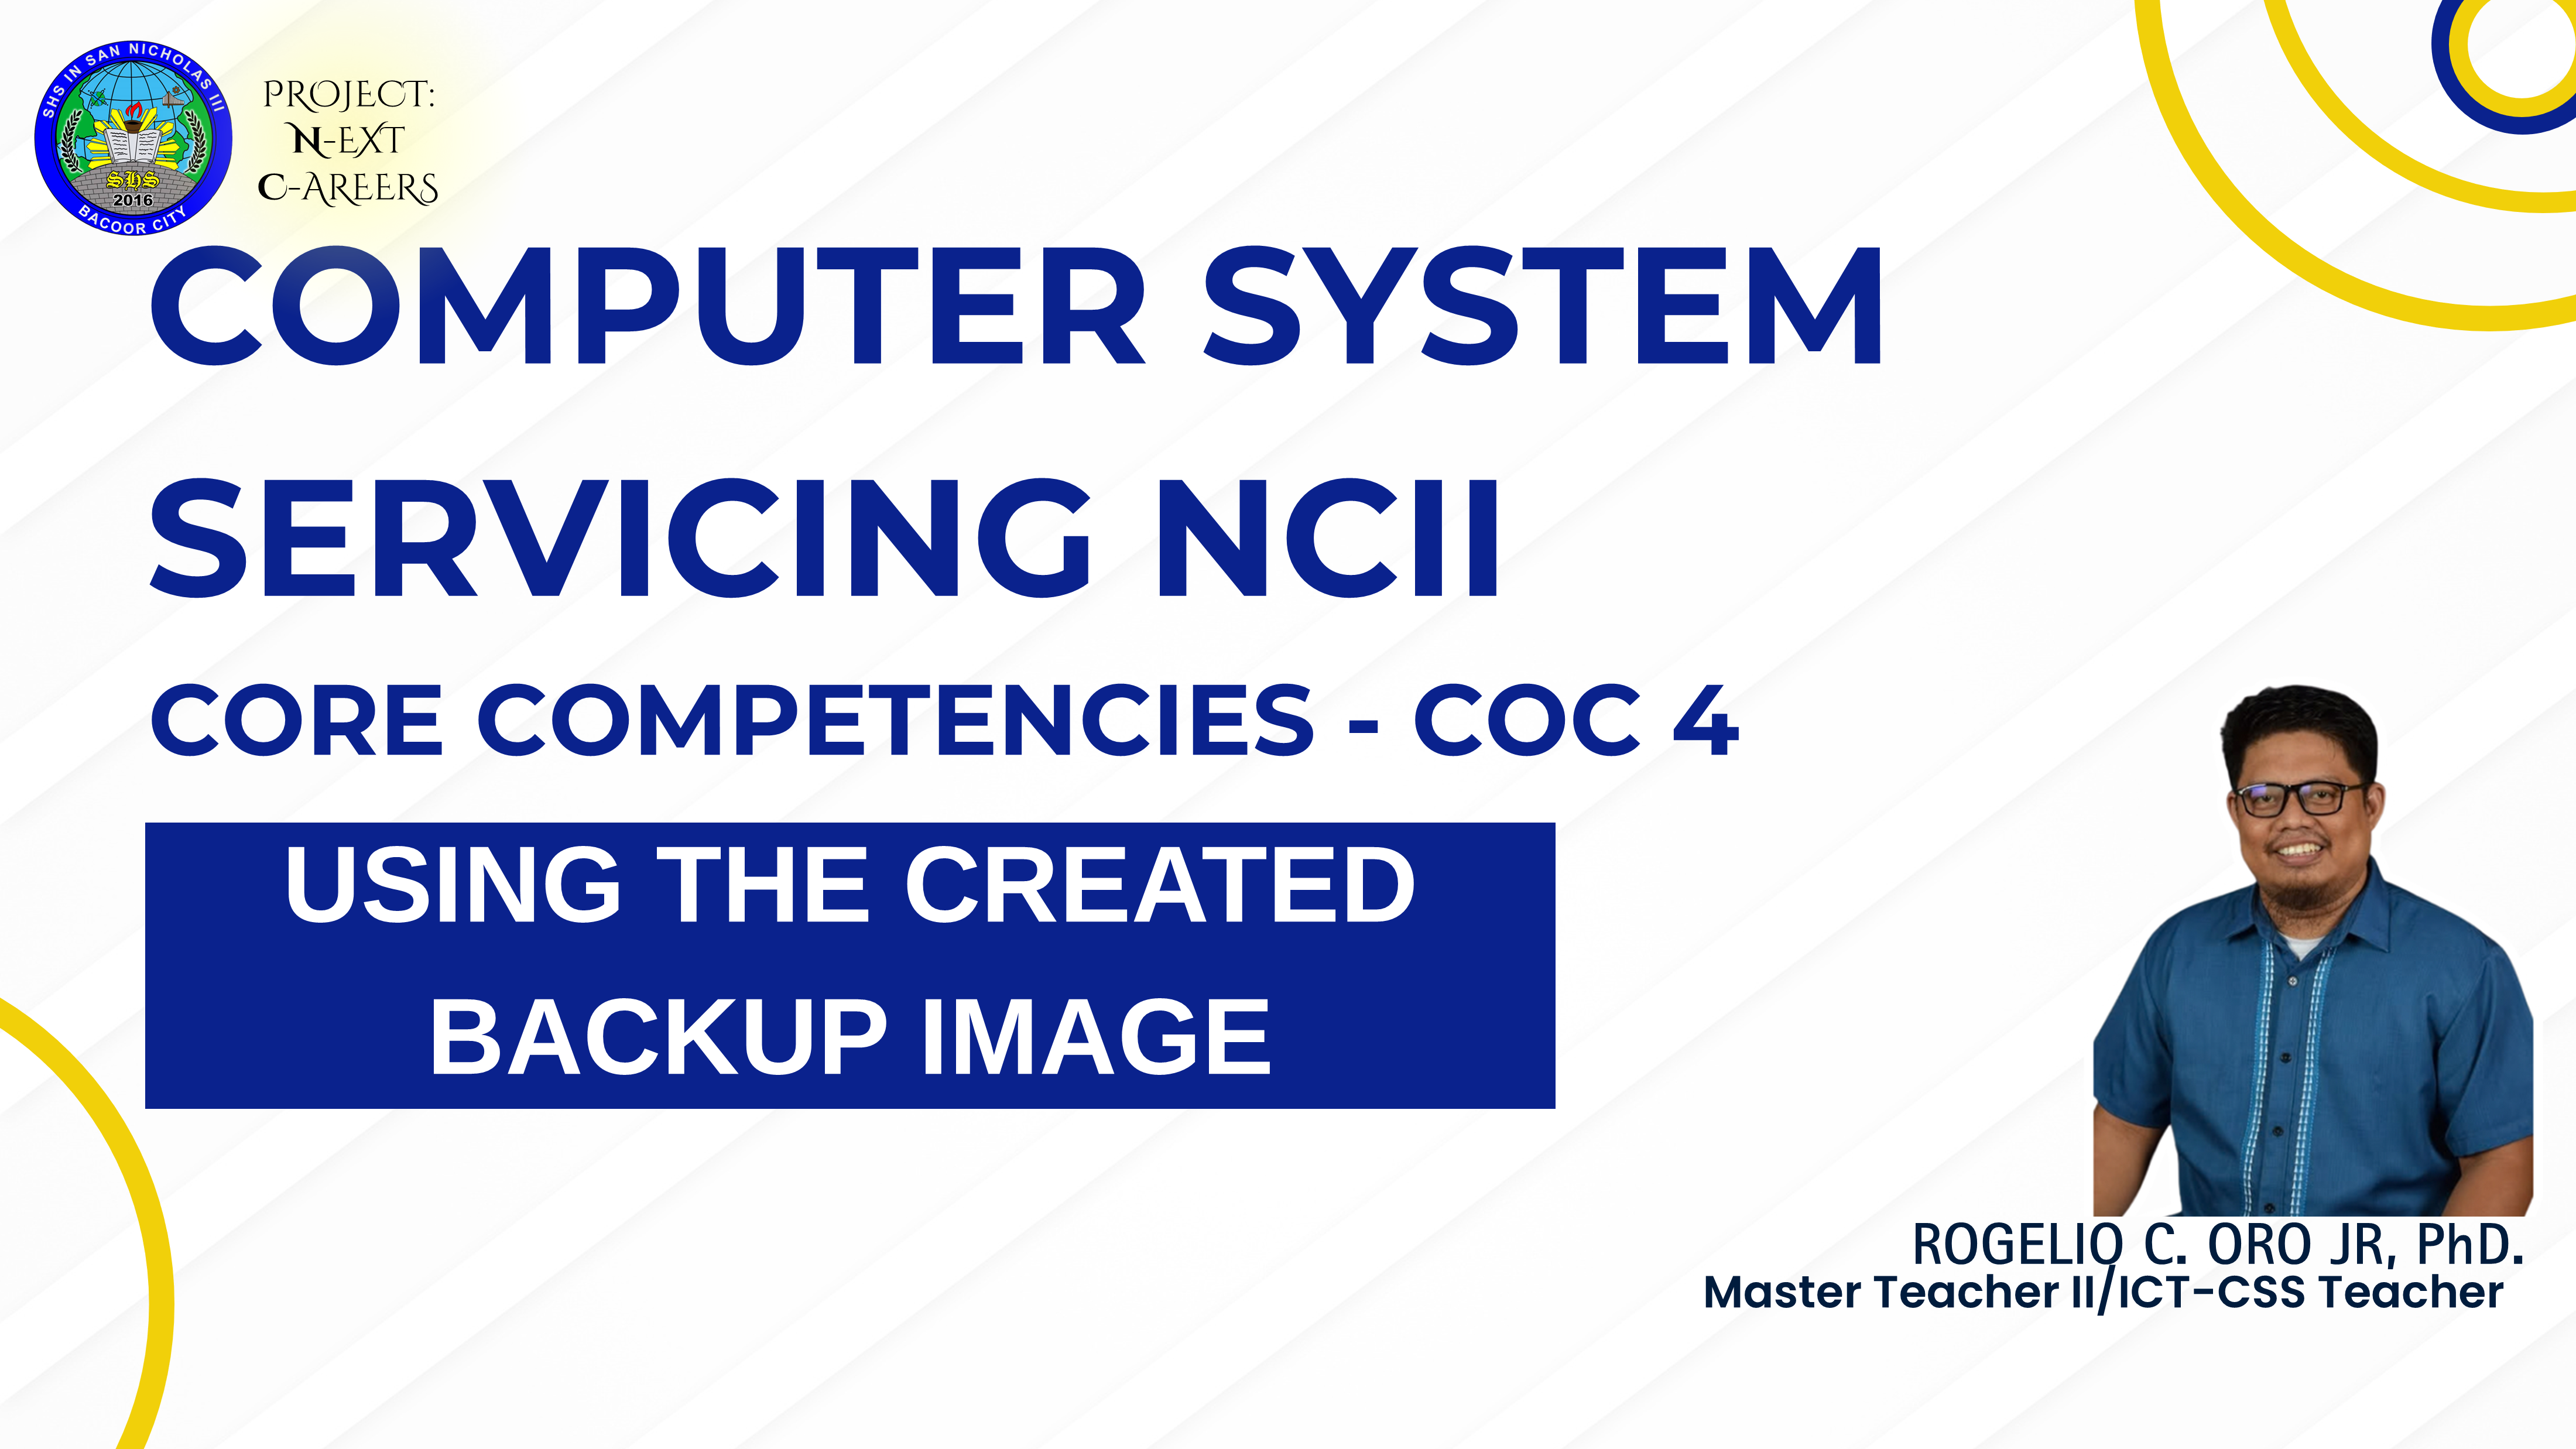 SHS IN SAN NICHOLAS III
SHS
2016
BACOOR CITY
PROJECT:
N-EXT
C-AREERS
COMPUTER SYSTEM
SERVICING NCII
CORE COMPETENCIES - COC 4
USING THE CREATED
BACKUP IMAGE
ROGELIO C. ORO JR, PhD.
Master Teacher II/ICT-CSS Teacher